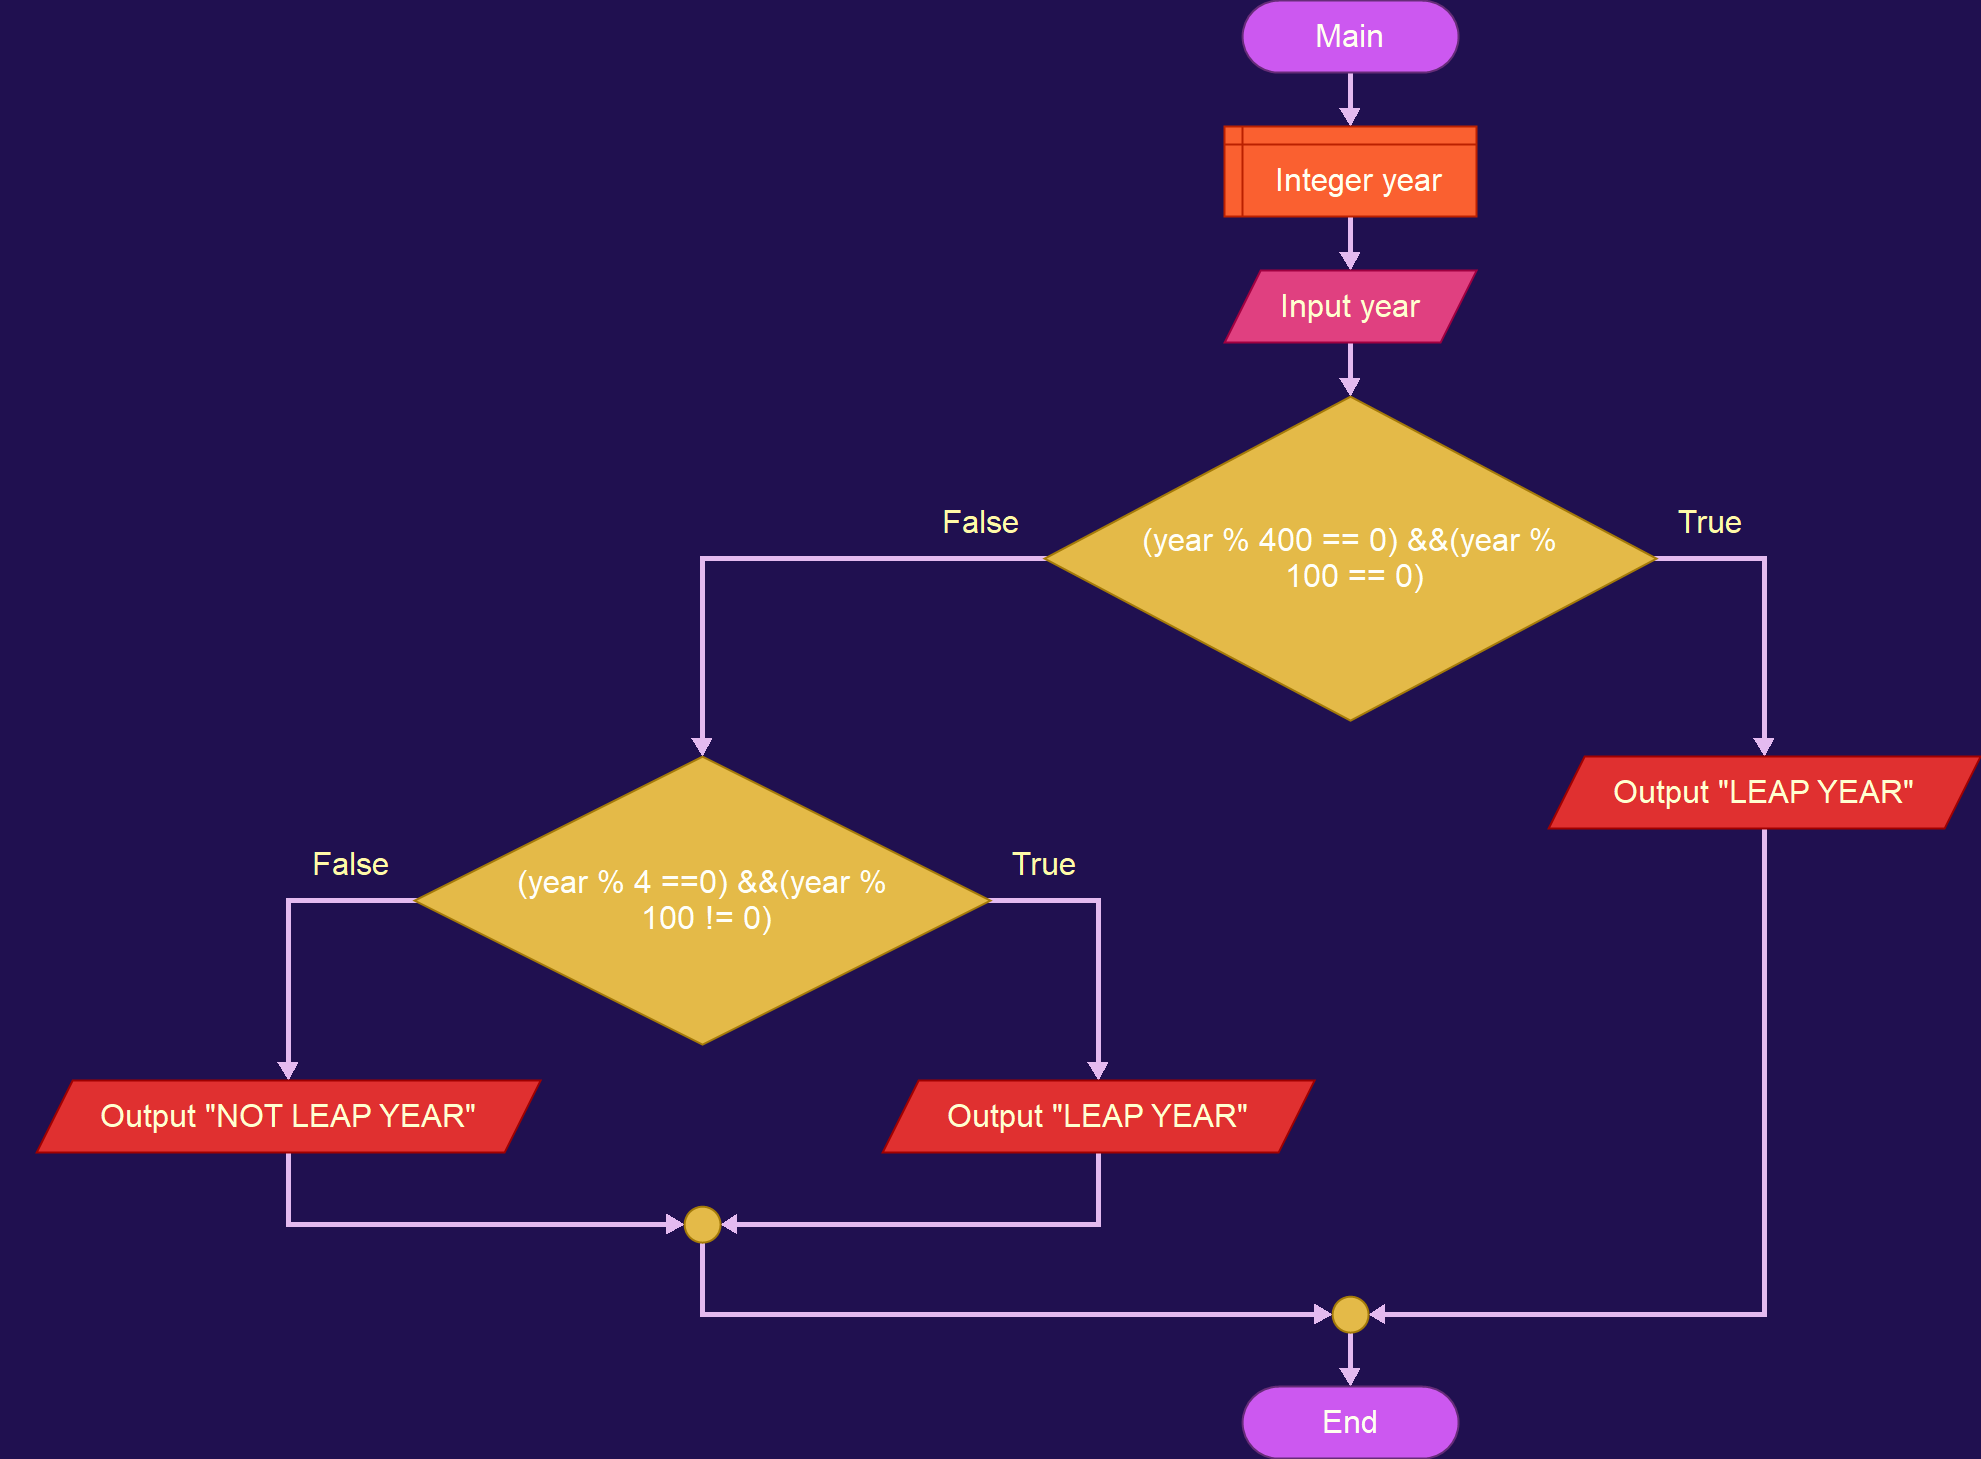 Main
Integer year
Input year
False
True
(year % 400 == 0) &&(year %
100 == 0)
Output "LEAP YEAR"
False
True
(year % 4 ==0) &&(year %
100 != 0)
Output "NOT LEAP YEAR"
Output "LEAP YEAR"
End